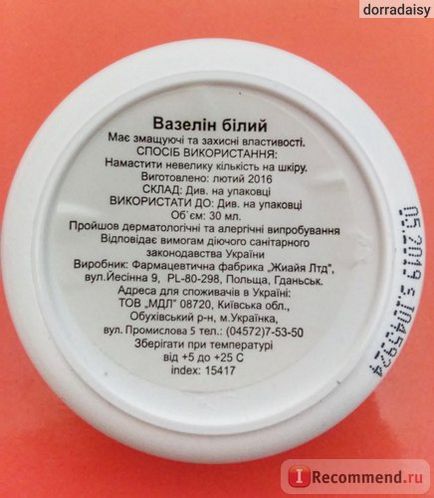 dorradaisy
Вазелін білий
Має змащуючі та захисні властивості.
СПОСІБ ВИКОРИСТАННЯ:
Намастити невелику кількість на шкіру.
Виготовлено: лютий 2016
СКЛАД: Див. на упаковці
ВИКОРИСТАТИ ДО: Див. на упаковці
Об`єм: 30 мл.
Пройшов дерматологічні та алергічні випробування
Відповідає вимогам діючого санітарного
законодавства України
Виробник: Фармацевтична фабрика „Жиайя Лтд",
вул.Йесінна 9, PL-80-298, Польща, Гданськ.
Адреса для споживачів в Україні:
ТОВ „МДЛ" 08720, Київська обл.,
Обухівський р-н, м.Українка,
вул. Промислова 5 тел.: (04572)7-53-50
Зберігати при температурі
від +5 до +25 С
index: 15417
05.2019 S.1045924
I Recommend.ru